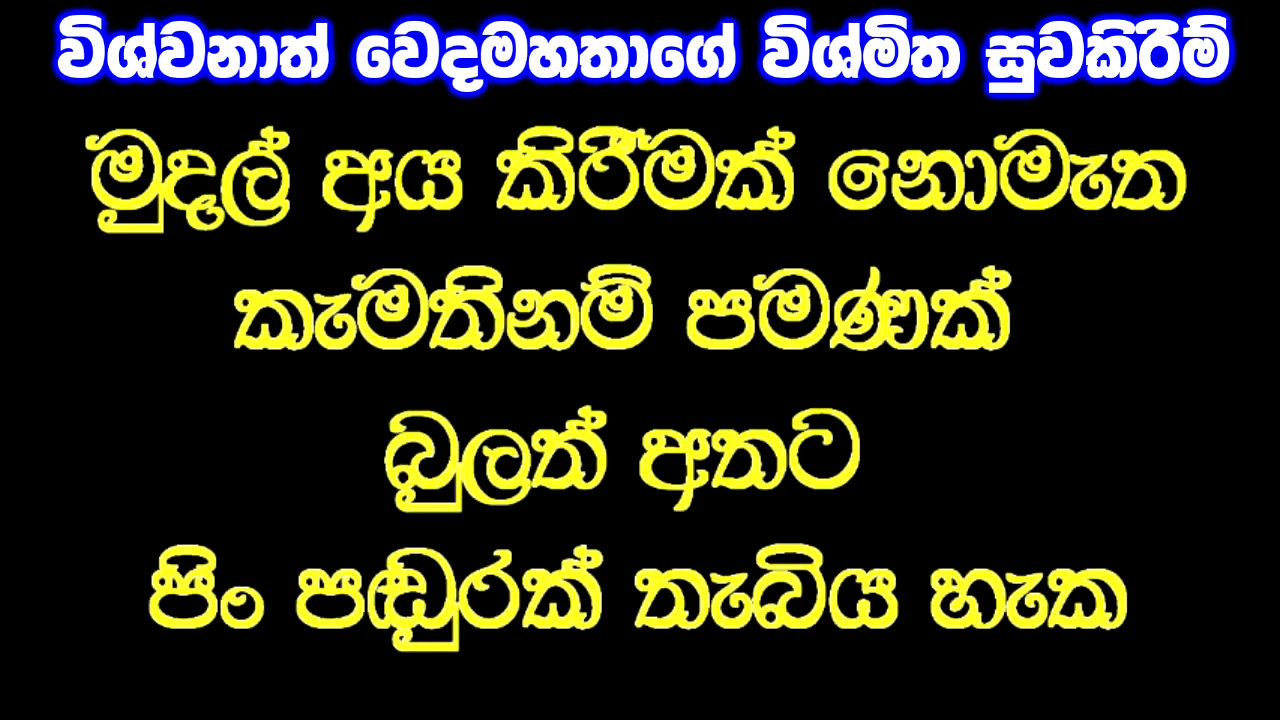 විශ්වනාත් වෙදමහතාගේ විශ්මිත සුවකිරීම්
මුදල් අය කිරීමක් නොමැත
කැමතිනම් පමණක්
බුලත් අතට
පිං පඬුරක් තැබිය හැක